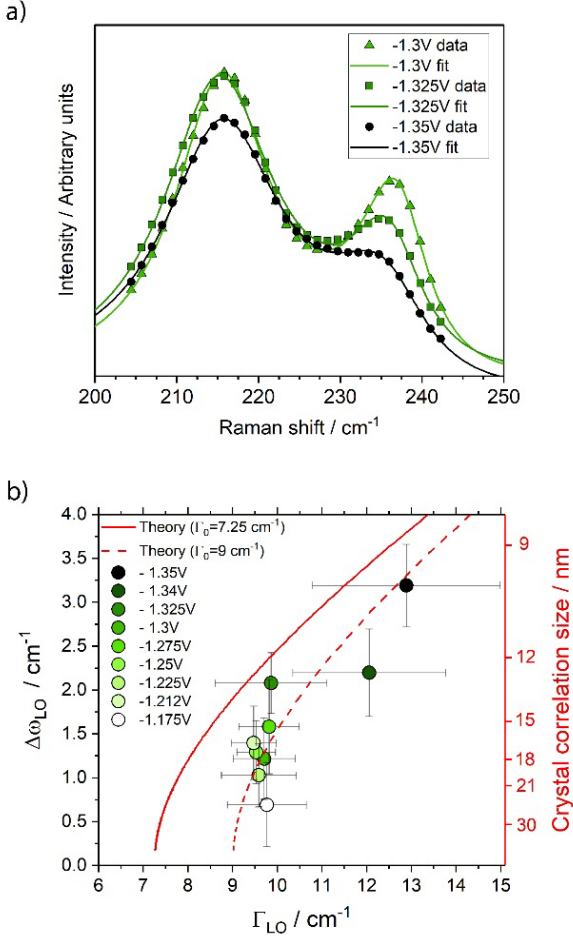 a)
-1.3V data
-1.3V fit
-1.325V data
-1.325V fit
-1.35V data
-1.35V fit
Intensity / Arbitrary units
200 210 220 230 240 250
Raman shift / cm⁻¹
b)
4.0
3.5
3.0
2.5
2.0
1.5
1.0
0.5
0.0
Δω_LO / cm⁻¹
Theory (Γ₀=7.25 cm⁻¹)
Theory (Γ₀=9 cm⁻¹)
- 1.35V
- 1.34V
- 1.325V
- 1.3V
-1.275V
-1.25V
-1.225V
-1.212V
-1.175V
9
12
15
18
21
30
Crystal correlation size / nm
6 7 8 9 10 11 12 13 14 15
Γ_LO / cm⁻¹